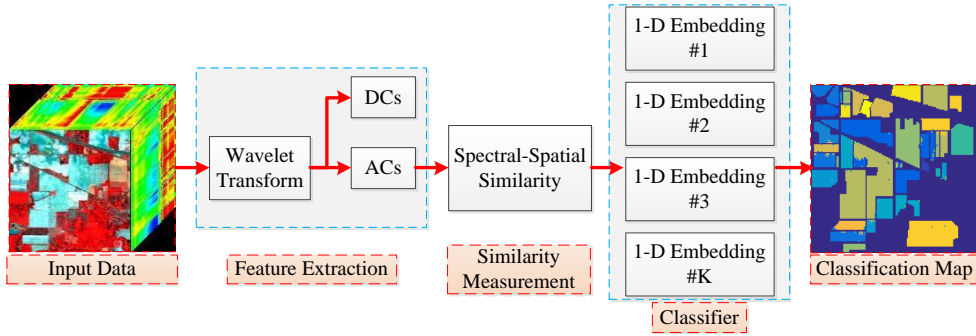 Input Data
Wavelet
Transform
DCs
ACs
Feature Extraction
Spectral-Spatial
Similarity
Similarity
Measurement
1-D Embedding
#1
1-D Embedding
#2
1-D Embedding
#3
1-D Embedding
#K
Classifier
Classification Map